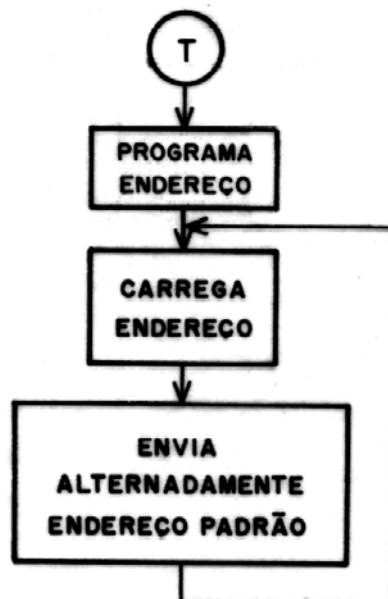 T
PROGRAMA
ENDEREÇO
CARREGA
ENDEREÇO
ENVIA
ALTERNADAMENTE
ENDEREÇO PADRÃO